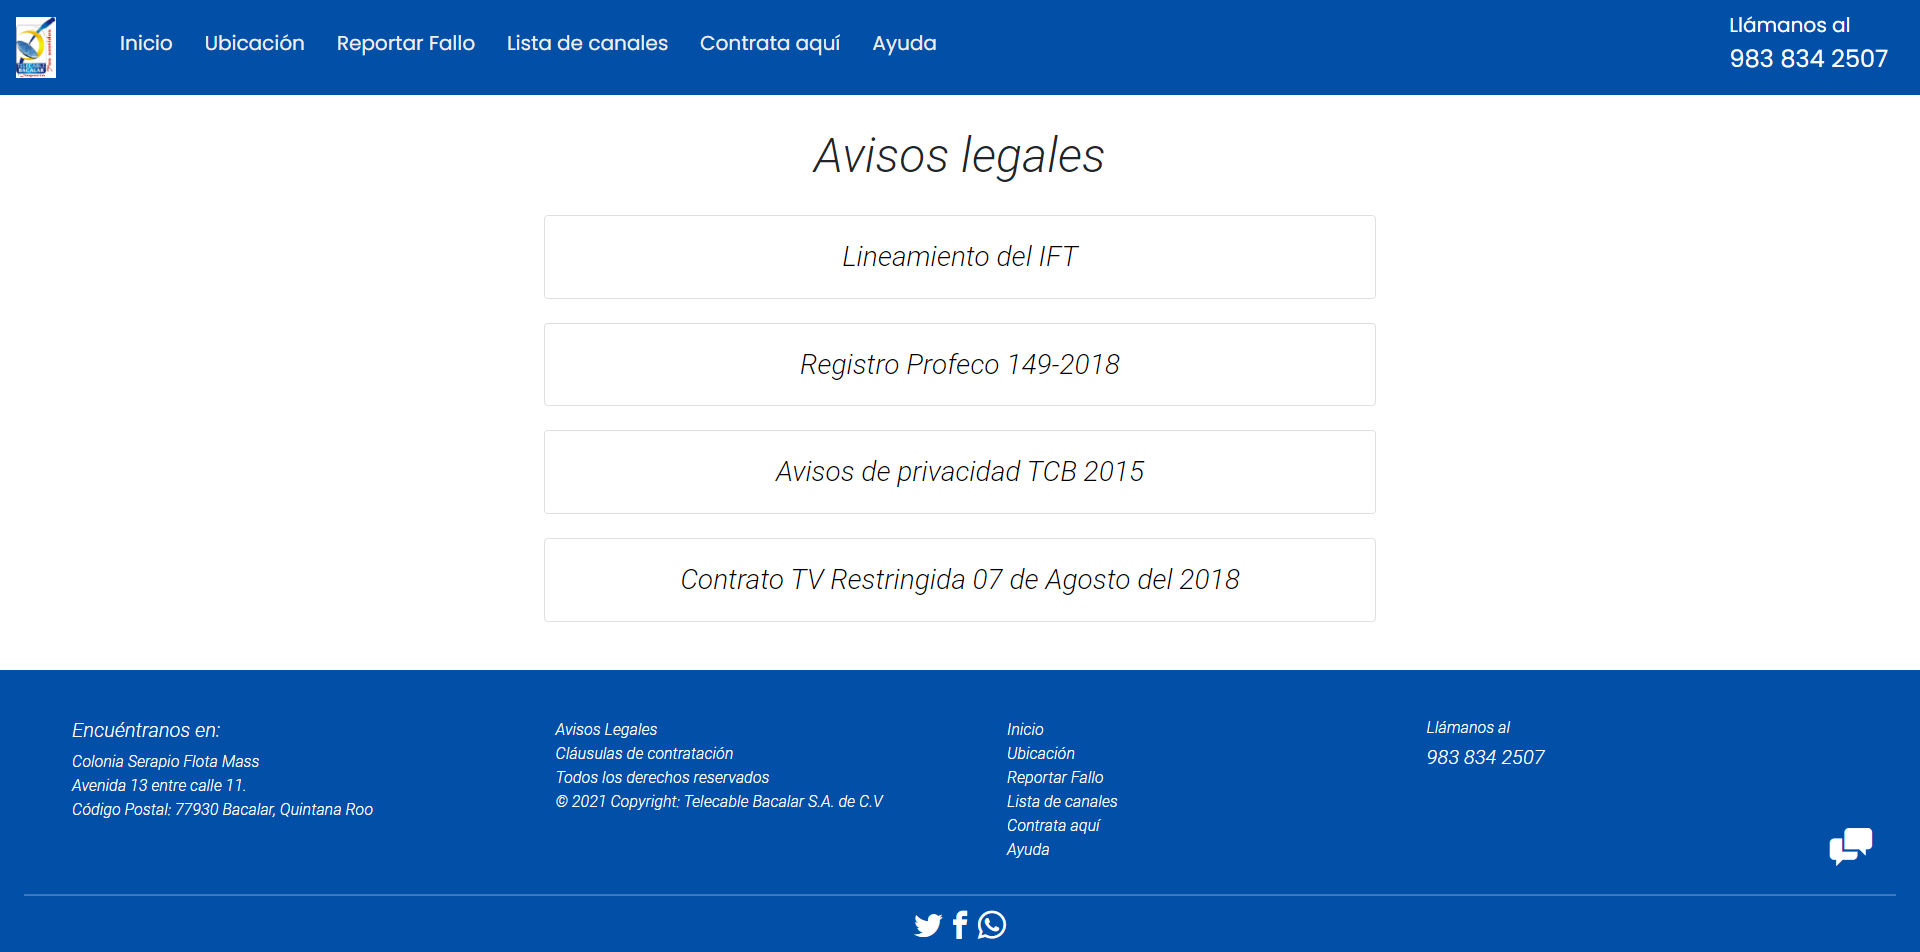 BACALAR
Inicio
Ubicación
Reportar Fallo
Lista de canales
Contrata aquí
Ayuda
Llámanos al
983 834 2507
Avisos legales
Lineamiento del IFT
Registro Profeco 149-2018
Avisos de privacidad TCB 2015
Contrato TV Restringida 07 de Agosto del 2018
Encuéntranos en:
Colonia Serapio Flota Mass
Avenida 13 entre calle 11.
Código Postal: 77930 Bacalar, Quintana Roo
Avisos Legales
Cláusulas de contratación
Todos los derechos reservados
© 2021 Copyright: Telecable Bacalar S.A. de C.V
Inicio
Ubicación
Reportar Fallo
Lista de canales
Contrata aquí
Ayuda
Llámanos al
983 834 2507